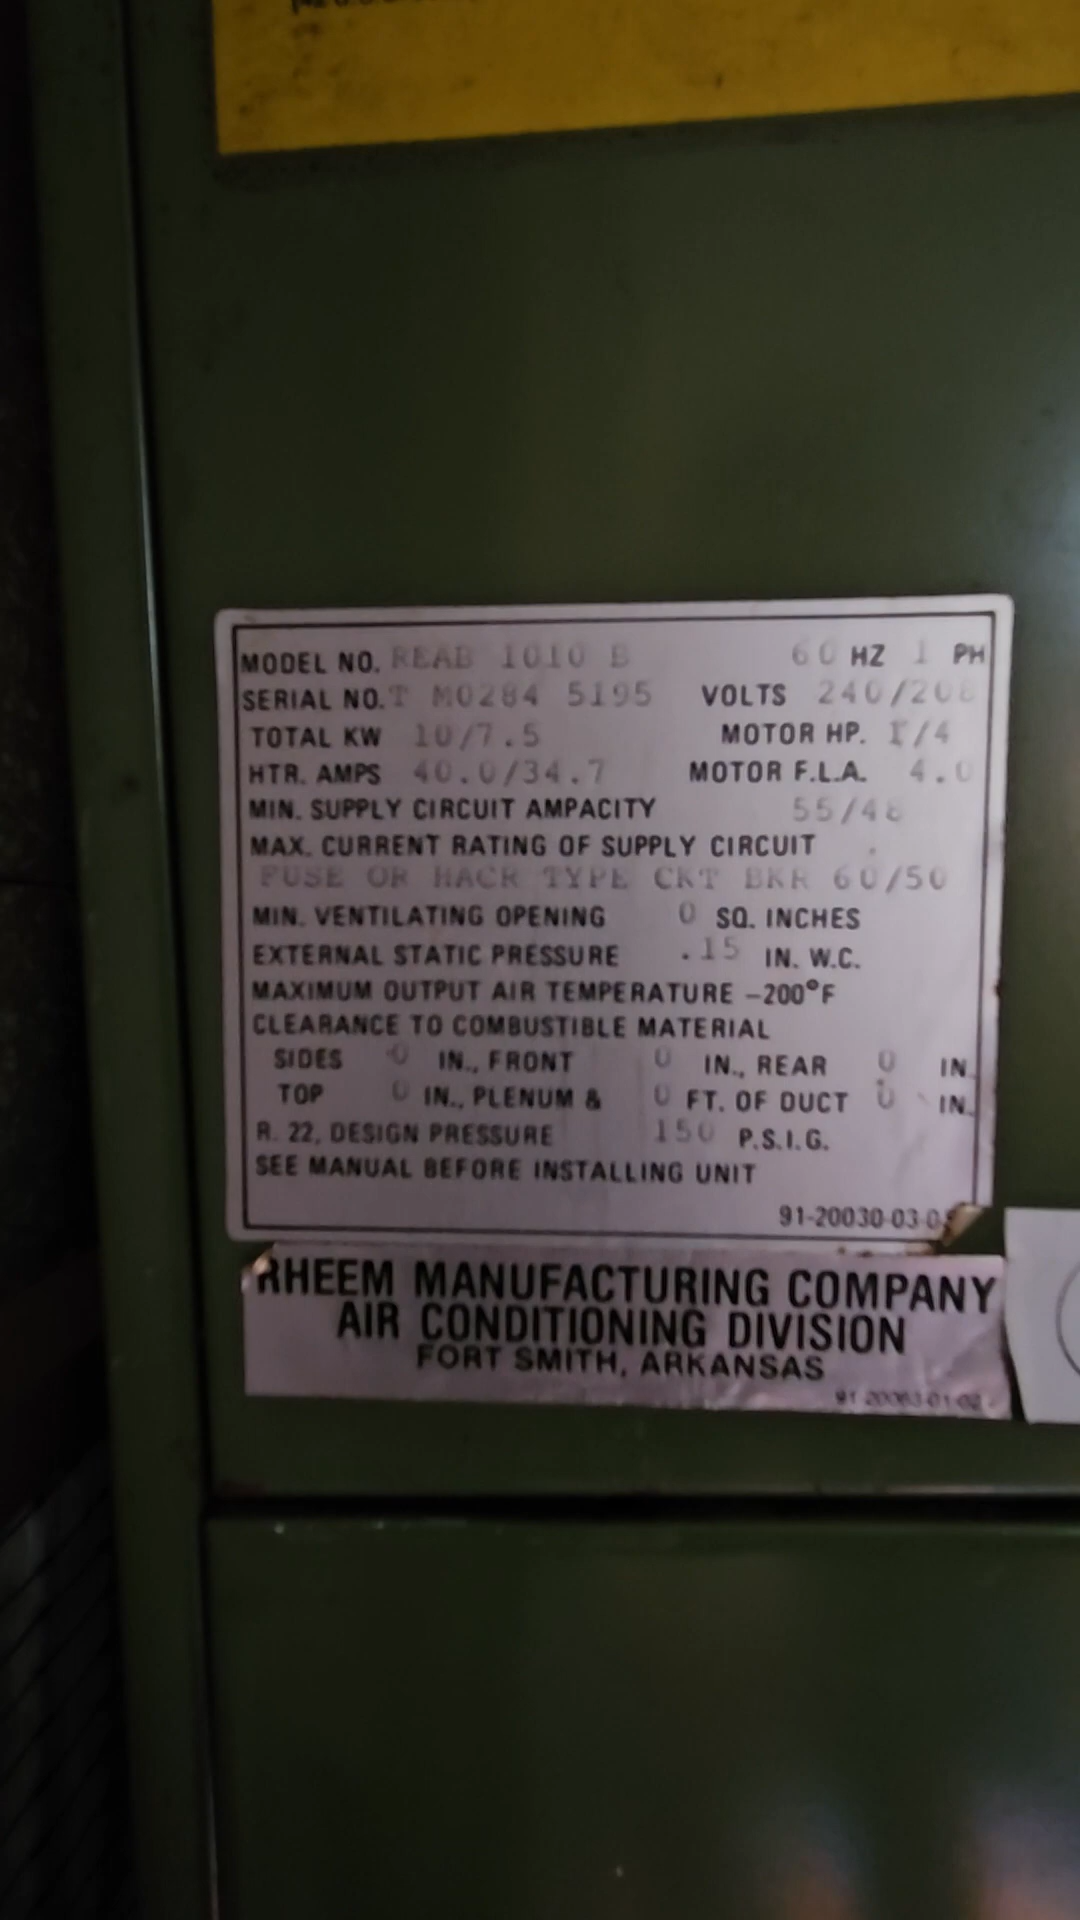 MODEL NO. REAB 1010 B 60 HZ 1 PH
SERIAL NO. T M0284 5195 VOLTS 240/208
TOTAL KW 10/7.5 MOTOR HP. 1/4
HTR. AMPS 40.0/34.7 MOTOR F.L.A. 4.0
MIN. SUPPLY CIRCUIT AMPACITY 55/48
MAX. CURRENT RATING OF SUPPLY CIRCUIT
FUSE OR HACR TYPE CKT BKR 60/50
MIN. VENTILATING OPENING 0 SQ. INCHES
EXTERNAL STATIC PRESSURE .15 IN. W.C.
MAXIMUM OUTPUT AIR TEMPERATURE -200°F
CLEARANCE TO COMBUSTIBLE MATERIAL
SIDES 0 IN., FRONT 0 IN., REAR 0 IN.
TOP 0 IN., PLENUM & 0 FT. OF DUCT 0 IN.
R. 22, DESIGN PRESSURE 150 P.S.I.G.
SEE MANUAL BEFORE INSTALLING UNIT
91-20030-03-0
RHEEM MANUFACTURING COMPANY
AIR CONDITIONING DIVISION
FORT SMITH, ARKANSAS
91-20063-01-02